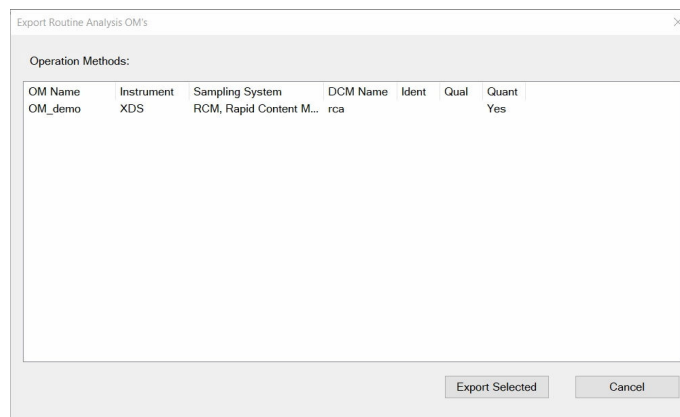 Export Routine Analysis OM's
Operation Methods:
OM Name Instrument Sampling System DCM Name Ident Qual Quant
OM_demo XDS RCM, Rapid Content M... rca Yes
Export Selected Cancel